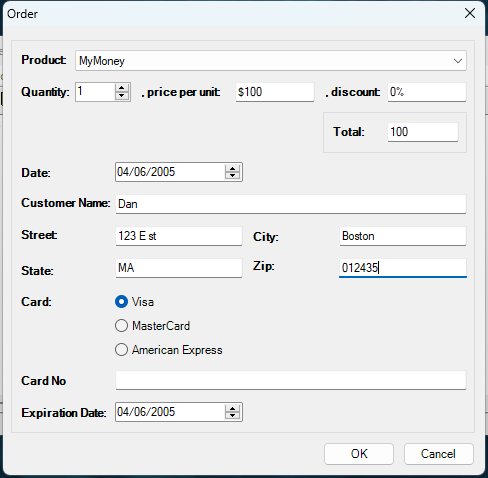 Order
Product: MyMoney
Quantity: 1 , price per unit: $100 , discount: 0%
Total: 100
Date: 04/06/2005
Customer Name: Dan
Street: 123 E st City: Boston
State: MA Zip: 012435
Card: Visa
MasterCard
American Express
Card No
Expiration Date: 04/06/2005
OK Cancel